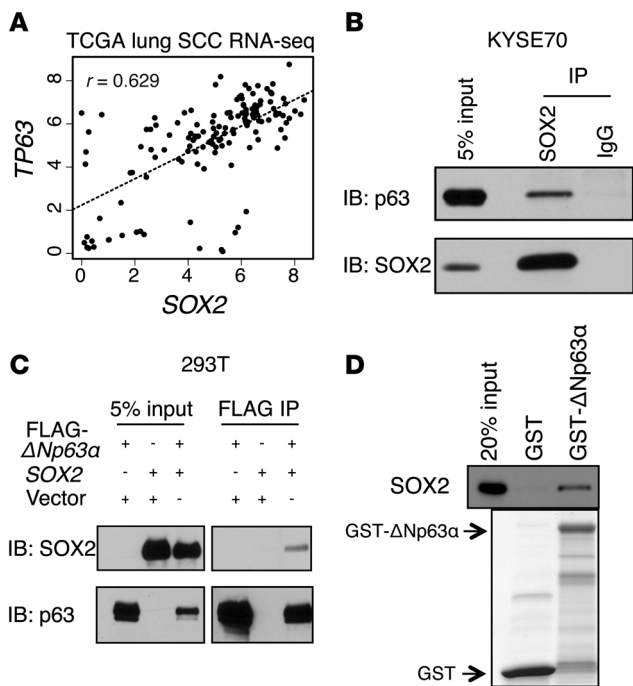 A
TCGA lung SCC RNA-seq
r = 0.629
TP63
0 2 4 6 8
0 2 4 6 8
SOX2
B
KYSE70
IP
5% input
SOX2
IgG
IB: p63
IB: SOX2
C
293T
5% input FLAG IP
FLAG-
ΔNp63α + - + + - +
SOX2 - + + - + +
Vector + + - + + -
IB: SOX2
IB: p63
D
20% input
GST
GST-ΔNp63α
SOX2
GST-ΔNp63α
GST